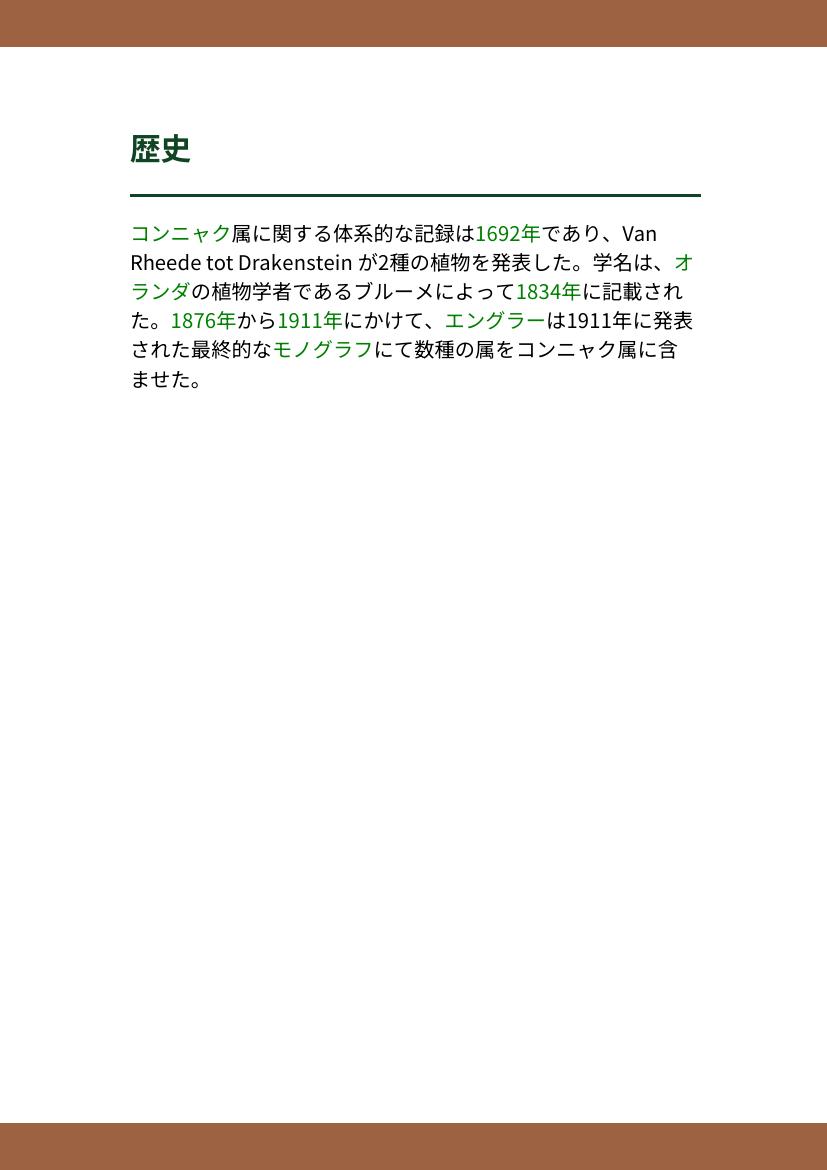 歴史
コンニャク属に関する体系的な記録は1692年であり、Van
Rheede tot Drakenstein が2種の植物を発表した。学名は、オ
ランダの植物学者であるブルーメによって1834年に記載され
た。1876年から1911年にかけて、エングラーは1911年に発表
された最終的なモノグラフにて数種の属をコンニャク属に含
ませた。